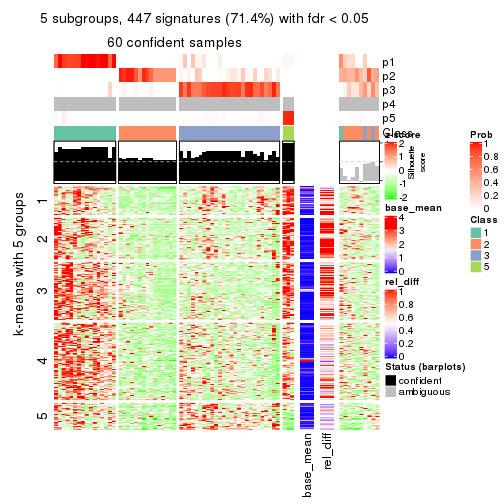 5 subgroups, 447 signatures (71.4%) with fdr < 0.05
60 confident samples
p1
p2
p3
p4
p5
Class
Silhouette
score
k-means with 5 groups
1
2
3
4
5
base_mean
rel_diff
z-score
2
1
0
-1
-2
base_mean
4
3
2
1
0
rel_diff
1
0.8
0.6
0.4
0.2
0
Status (barplots)
confident
ambiguous
Prob
1
0.8
0.6
0.4
0.2
0
Class
1
2
3
5